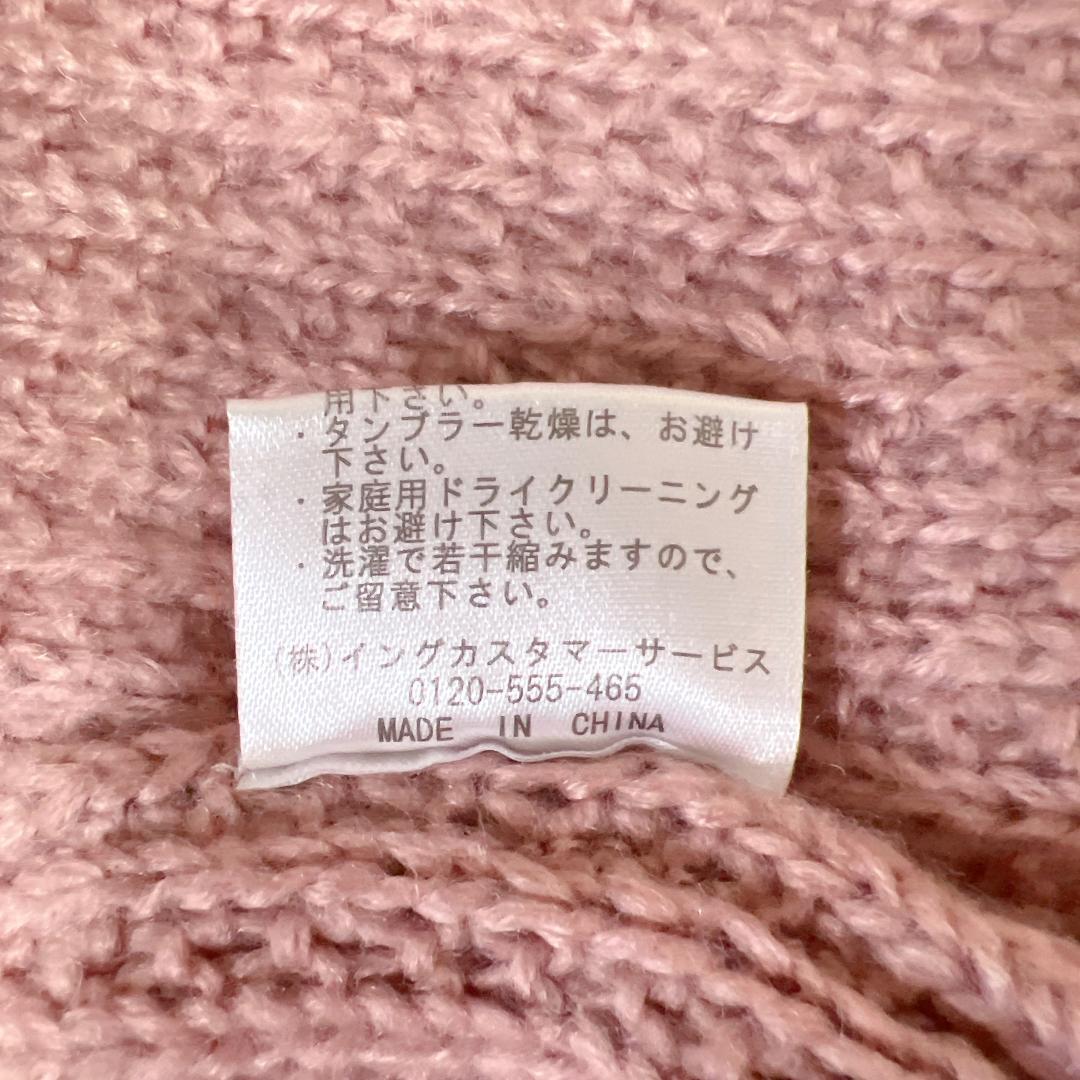 用下さい。
・タンブラー乾燥は、お避け
下さい。
・家庭用ドライクリーニング
はお避け下さい。
・洗濯で若干縮みますので、
ご留意下さい。
(株)イングカスタマーサービス
0120-555-465
MADE IN CHINA